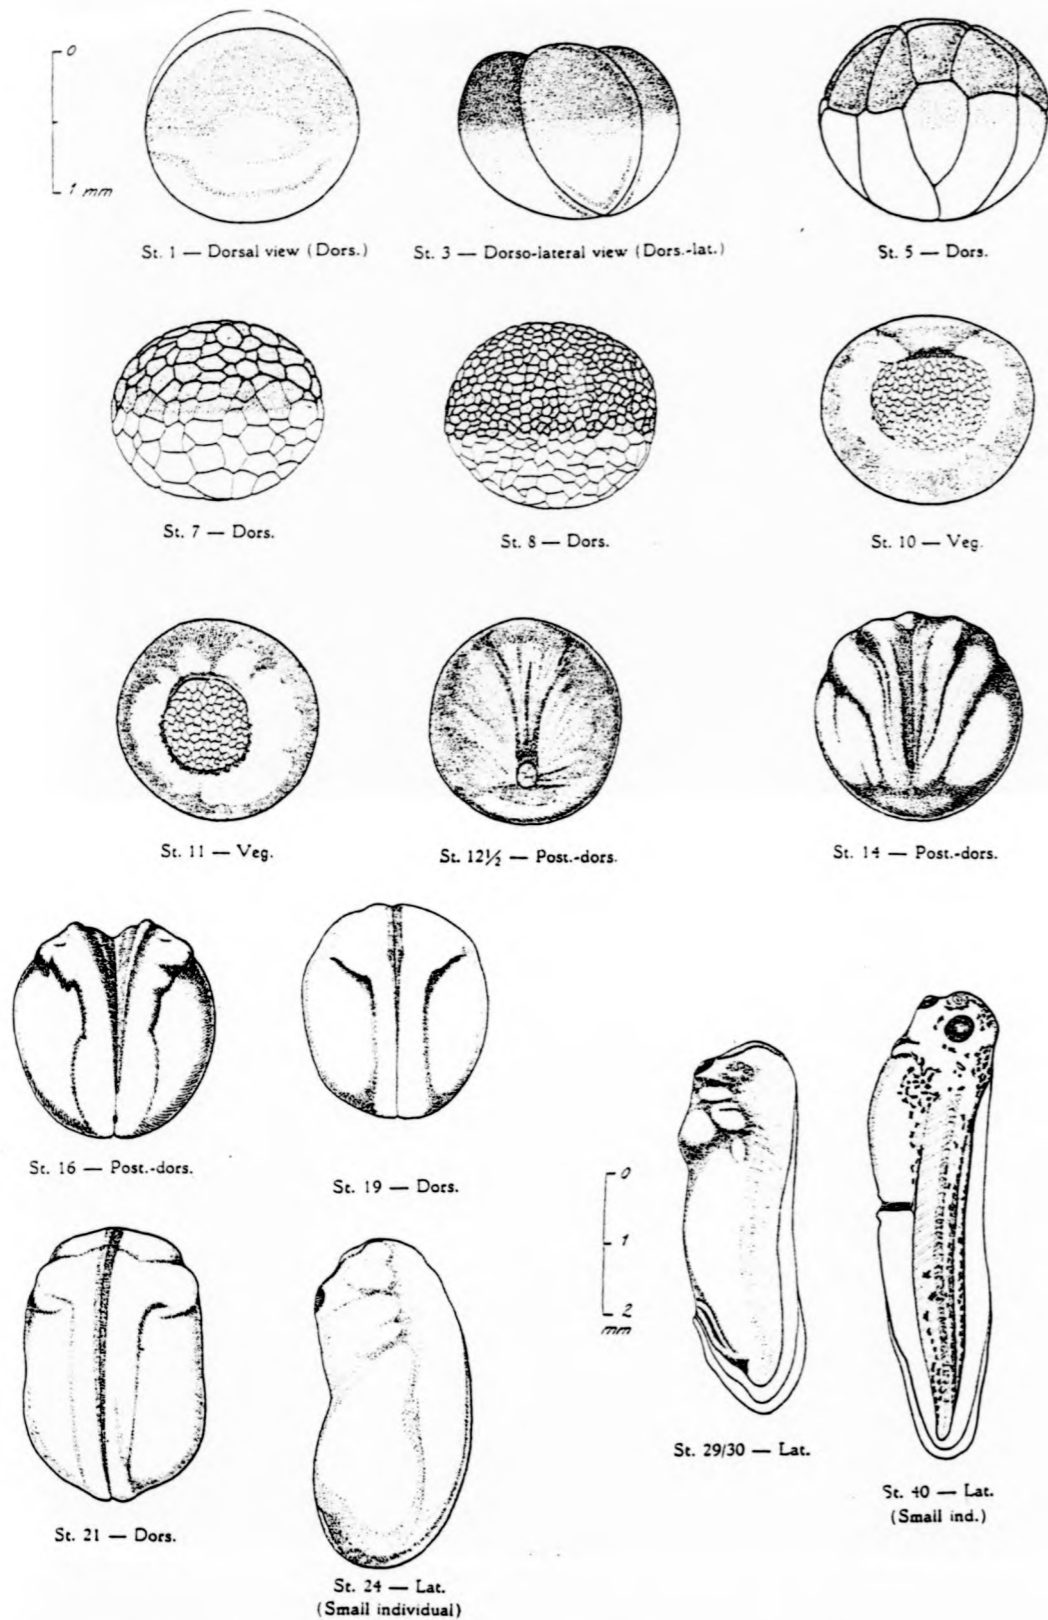 0
1 mm
St. 1 — Dorsal view (Dors.)
St. 3 — Dorso-lateral view (Dors.-lat.)
St. 5 — Dors.
St. 7 — Dors.
St. 8 — Dors.
St. 10 — Veg.
St. 11 — Veg.
St. 12½ — Post.-dors.
St. 14 — Post.-dors.
St. 16 — Post.-dors.
St. 19 — Dors.
0
1
2
mm
St. 21 — Dors.
St. 24 — Lat.
(Small individual)
St. 29/30 — Lat.
St. 40 — Lat.
(Small ind.)